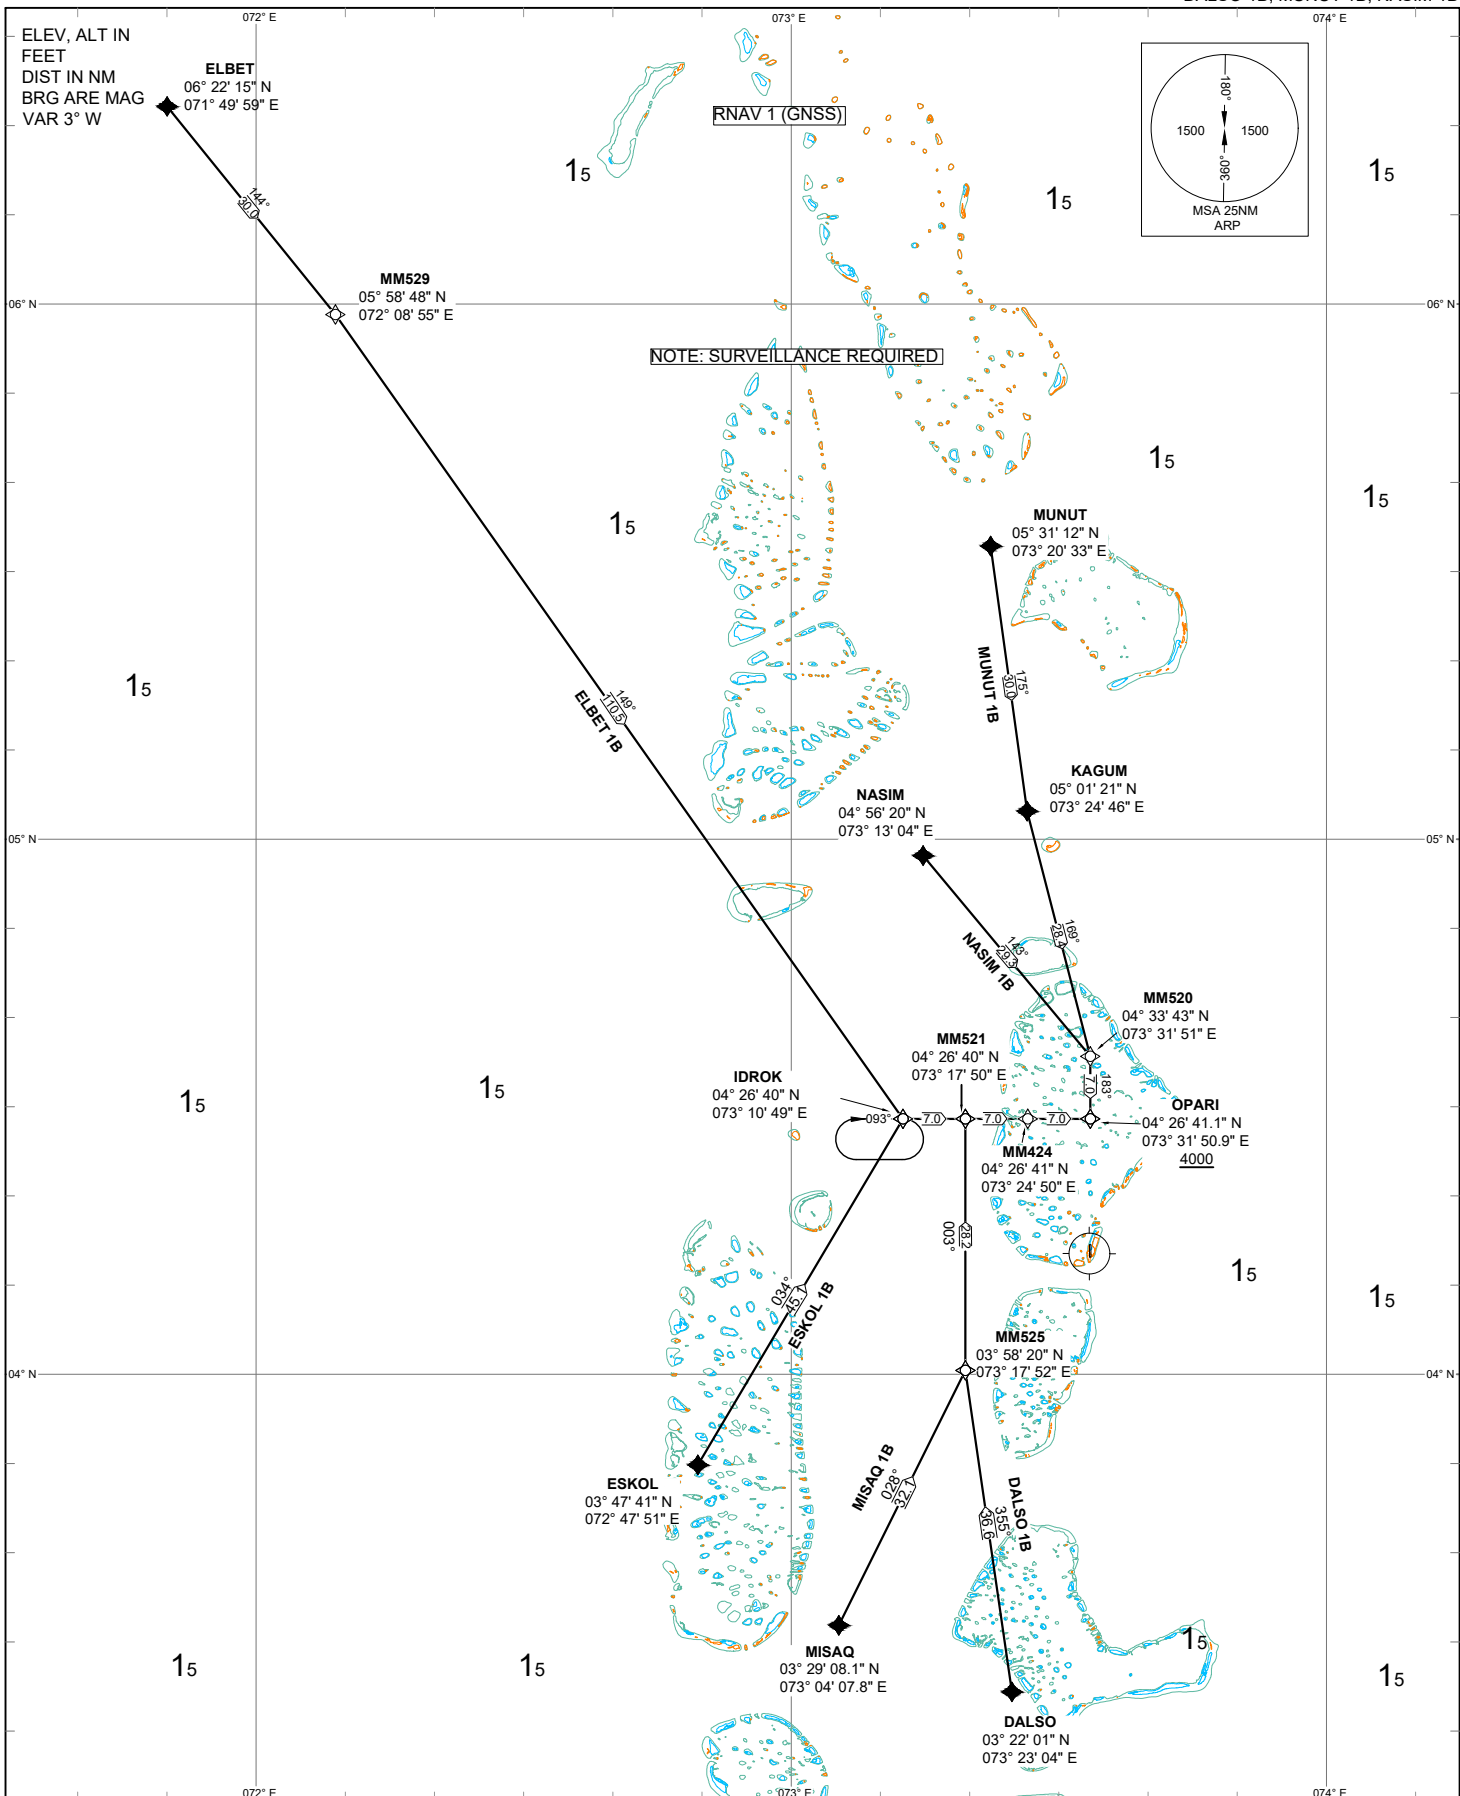 072° E
073° E
074° E
ELEV, ALT IN
FEET
DIST IN NM
BRG ARE MAG
VAR 3° W
ELBET
06° 22' 15" N
071° 49' 59" E
RNAV 1 (GNSS)
180°
1500
1500
360°
MSA 25NM
ARP
15
15
15
144°
30.0
MM529
05° 58' 48" N
072° 08' 55" E
06° N
06° N
NOTE: SURVEILLANCE REQUIRED
15
15
15
MUNUT
05° 31' 12" N
073° 20' 33" E
175°
30.0
MUNUT 1B
15
149°
110.5
ELBET 1B
KAGUM
05° 01' 21" N
073° 24' 46" E
NASIM
04° 56' 20" N
073° 13' 04" E
05° N
05° N
169°
28.4
143°
29.3
NASIM 1B
MM520
04° 33' 43" N
073° 31' 51" E
MM521
04° 26' 40" N
073° 17' 50" E
IDROK
04° 26' 40" N
073° 10' 49" E
15
15
183°
7.0
OPARI
04° 26' 41.1" N
073° 31' 50.9" E
4000
093°
7.0
7.0
7.0
MM424
04° 26' 41" N
073° 24' 50" E
003°
28.2
15
15
034°
45.1
ESKOL 1B
MM525
03° 58' 20" N
073° 17' 52" E
04° N
04° N
ESKOL
03° 47' 41" N
072° 47' 51" E
MISAQ 1B
028°
32.1
DALSO 1B
355°
36.6
MISAQ
03° 29' 08.1" N
073° 04' 07.8" E
15
15
15
15
DALSO
03° 22' 01" N
073° 23' 04" E
072° E
073° E
074° E